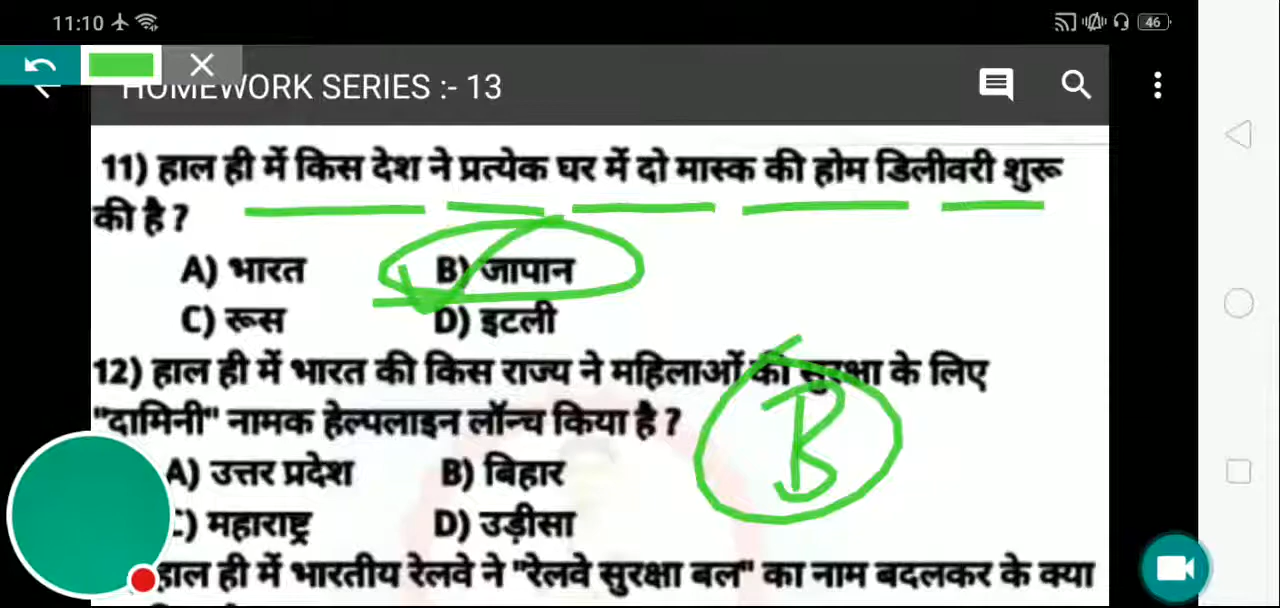 11:10
46
HOMEWORK SERIES :- 13
11) हाल ही में किस देश ने प्रत्येक घर में दो मास्क की होम डिलीवरी शुरू
की है ?
A) भारत B) जापान
C) रूस D) इटली
12) हाल ही में भारत की किस राज्य ने महिलाओं की सुरक्षा के लिए
"दामिनी" नामक हेल्पलाइन लॉन्च किया है ?
B
A) उत्तर प्रदेश B) बिहार
C) महाराष्ट्र D) उड़ीसा
हाल ही में भारतीय रेलवे ने "रेलवे सुरक्षा बल" का नाम बदलकर के क्या